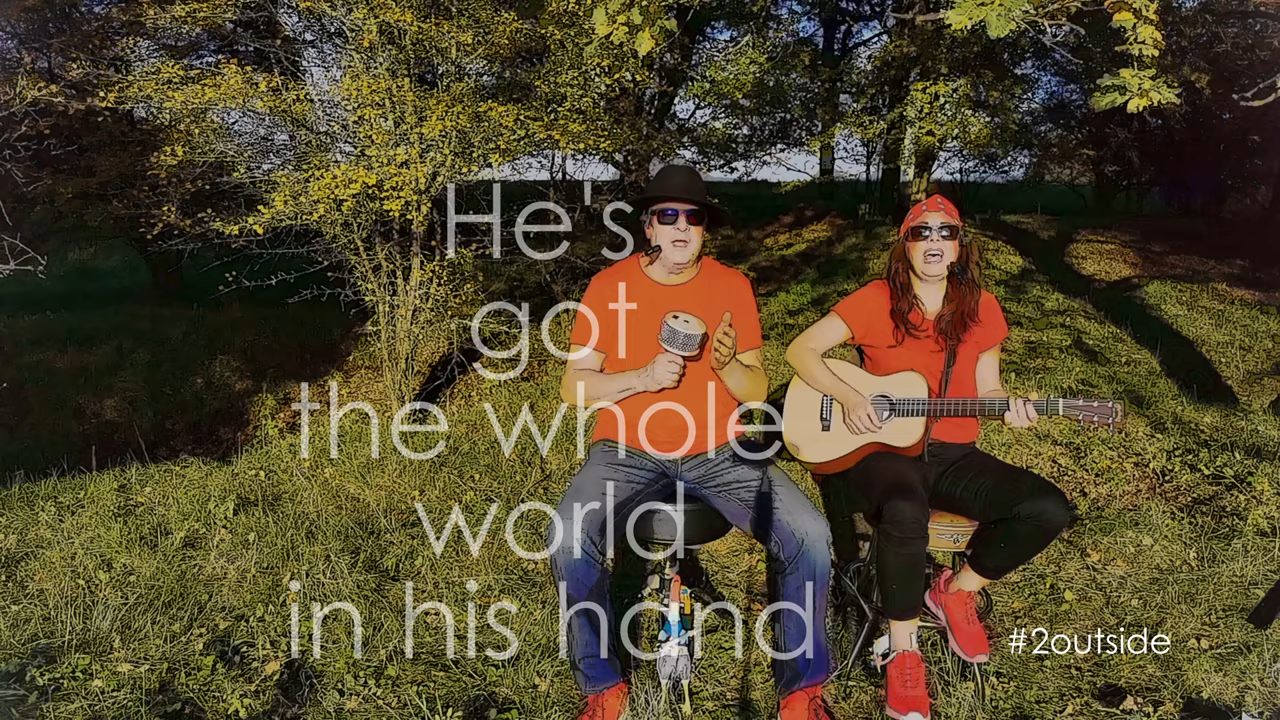 He's
got
the whole
world
in his hand
#2outside